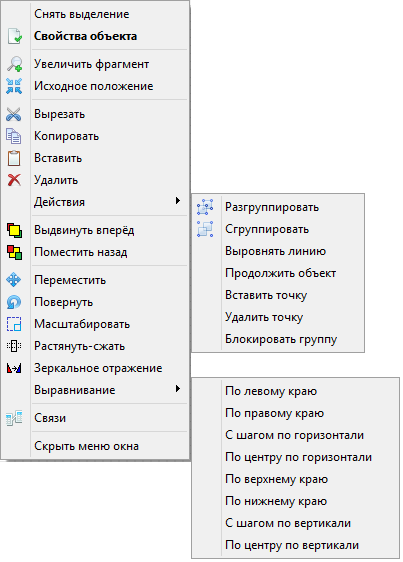 Снять выделение
Свойства объекта
Увеличить фрагмент
Исходное положение
Вырезать
Копировать
Вставить
Удалить
Действия
Выдвинуть вперёд
Поместить назад
Переместить
Повернуть
Масштабировать
Растянуть-сжать
Зеркальное отражение
Выравнивание
Связи
Скрыть меню окна
Разгруппировать
Сгруппировать
Выровнять линию
Продолжить объект
Вставить точку
Удалить точку
Блокировать группу
По левому краю
По правому краю
С шагом по горизонтали
По центру по горизонтали
По верхнему краю
По нижнему краю
С шагом по вертикали
По центру по вертикали